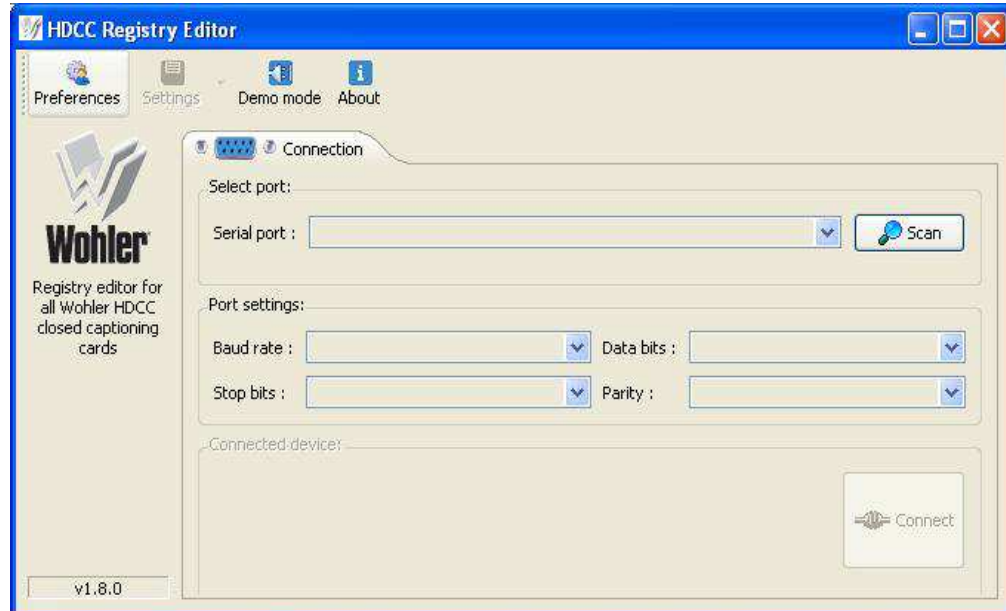 HDCC Registry Editor
Preferences Settings Demo mode About
Connection
Select port:
Serial port : Scan
Wohler
Registry editor for
all Wohler HDCC
closed captioning
cards
Port settings:
Baud rate : Data bits :
Stop bits : Parity :
Connected device:
Connect
v1.8.0